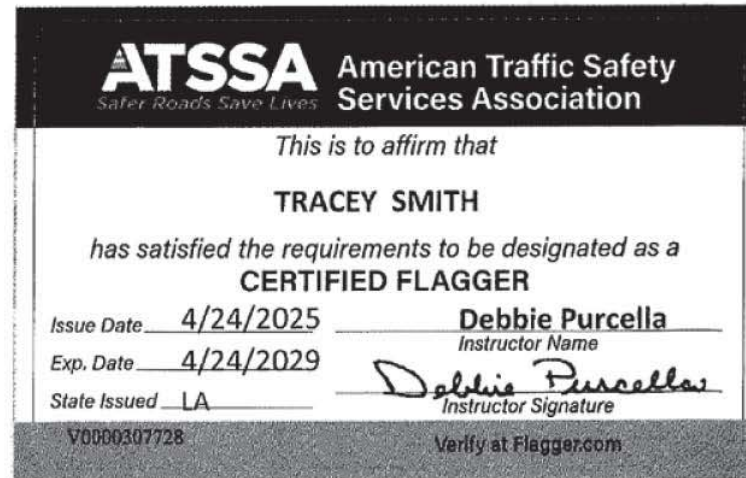 ATSSA
Safer Roads Save Lives
American Traffic Safety
Services Association
This is to affirm that
TRACEY SMITH
has satisfied the requirements to be designated as a
CERTIFIED FLAGGER
Issue Date 4/24/2025
Debbie Purcella
Instructor Name
Exp. Date 4/24/2029
Debbie Purcella
Instructor Signature
State Issued LA
V0000307728
Verify at Flagger.com